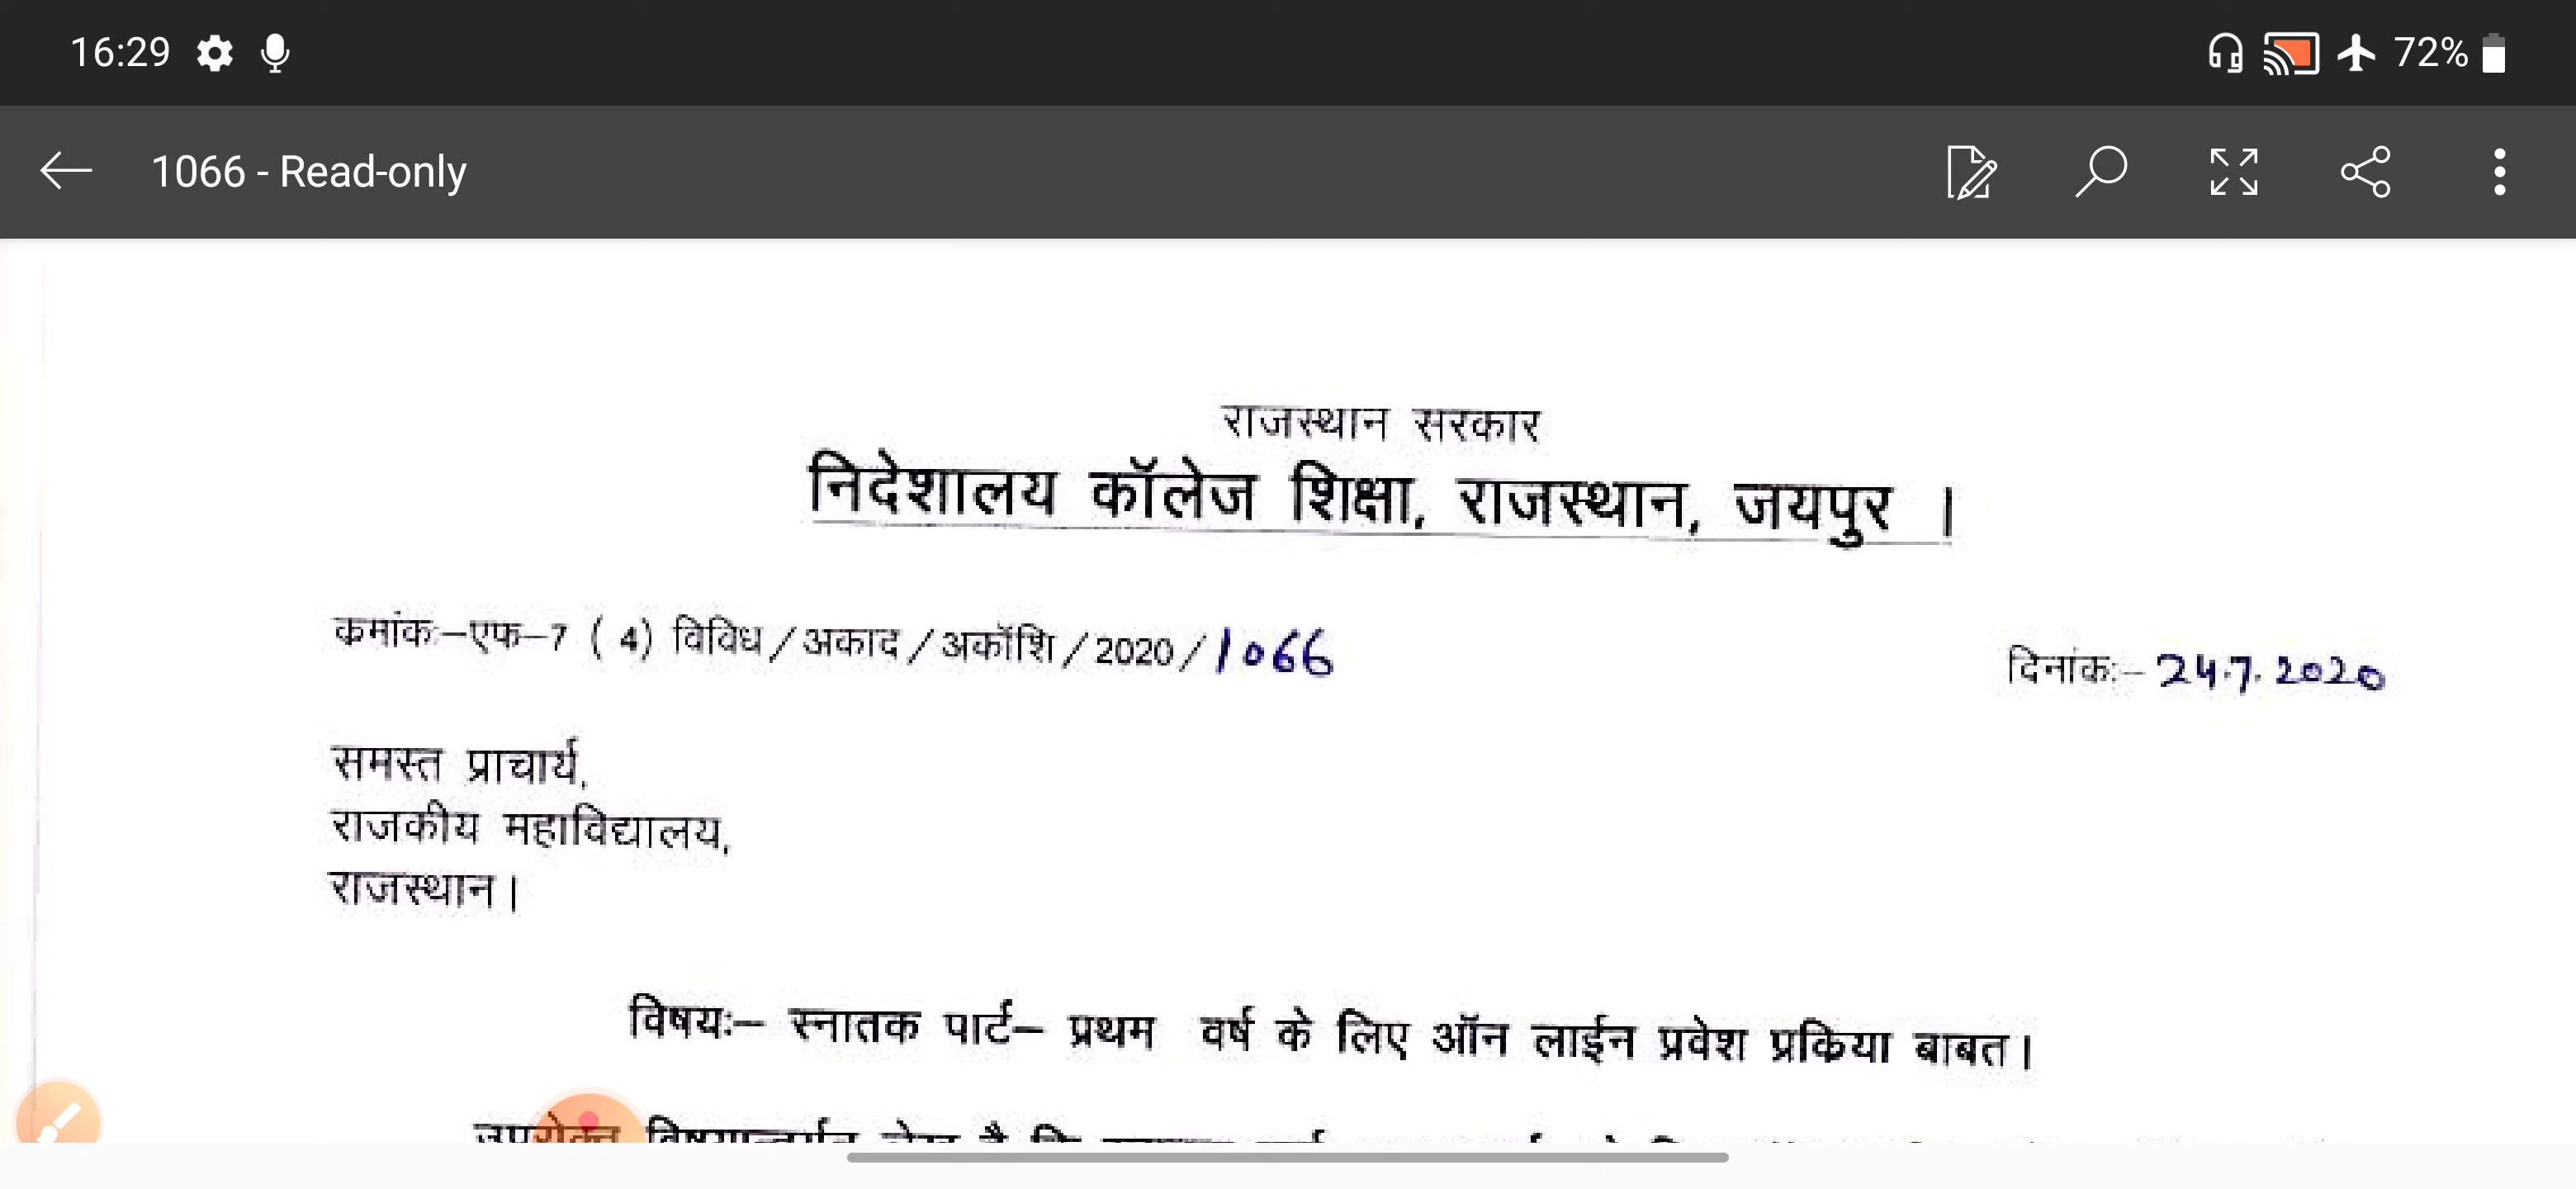 16:29
72%
1066 - Read-only
राजस्थान सरकार
निदेशालय कॉलेज शिक्षा, राजस्थान, जयपुर ।
कमांकः–एफ–7 ( 4) विविध / अकाद / अकॉशि / 2020 / 1066
दिनांकः– 24.7.2020
समस्त प्राचार्य,
राजकीय महाविद्यालय,
राजस्थान।
विषयः– स्नातक पार्ट– प्रथम वर्ष के लिए ऑन लाईन प्रवेश प्रकिया बाबत।